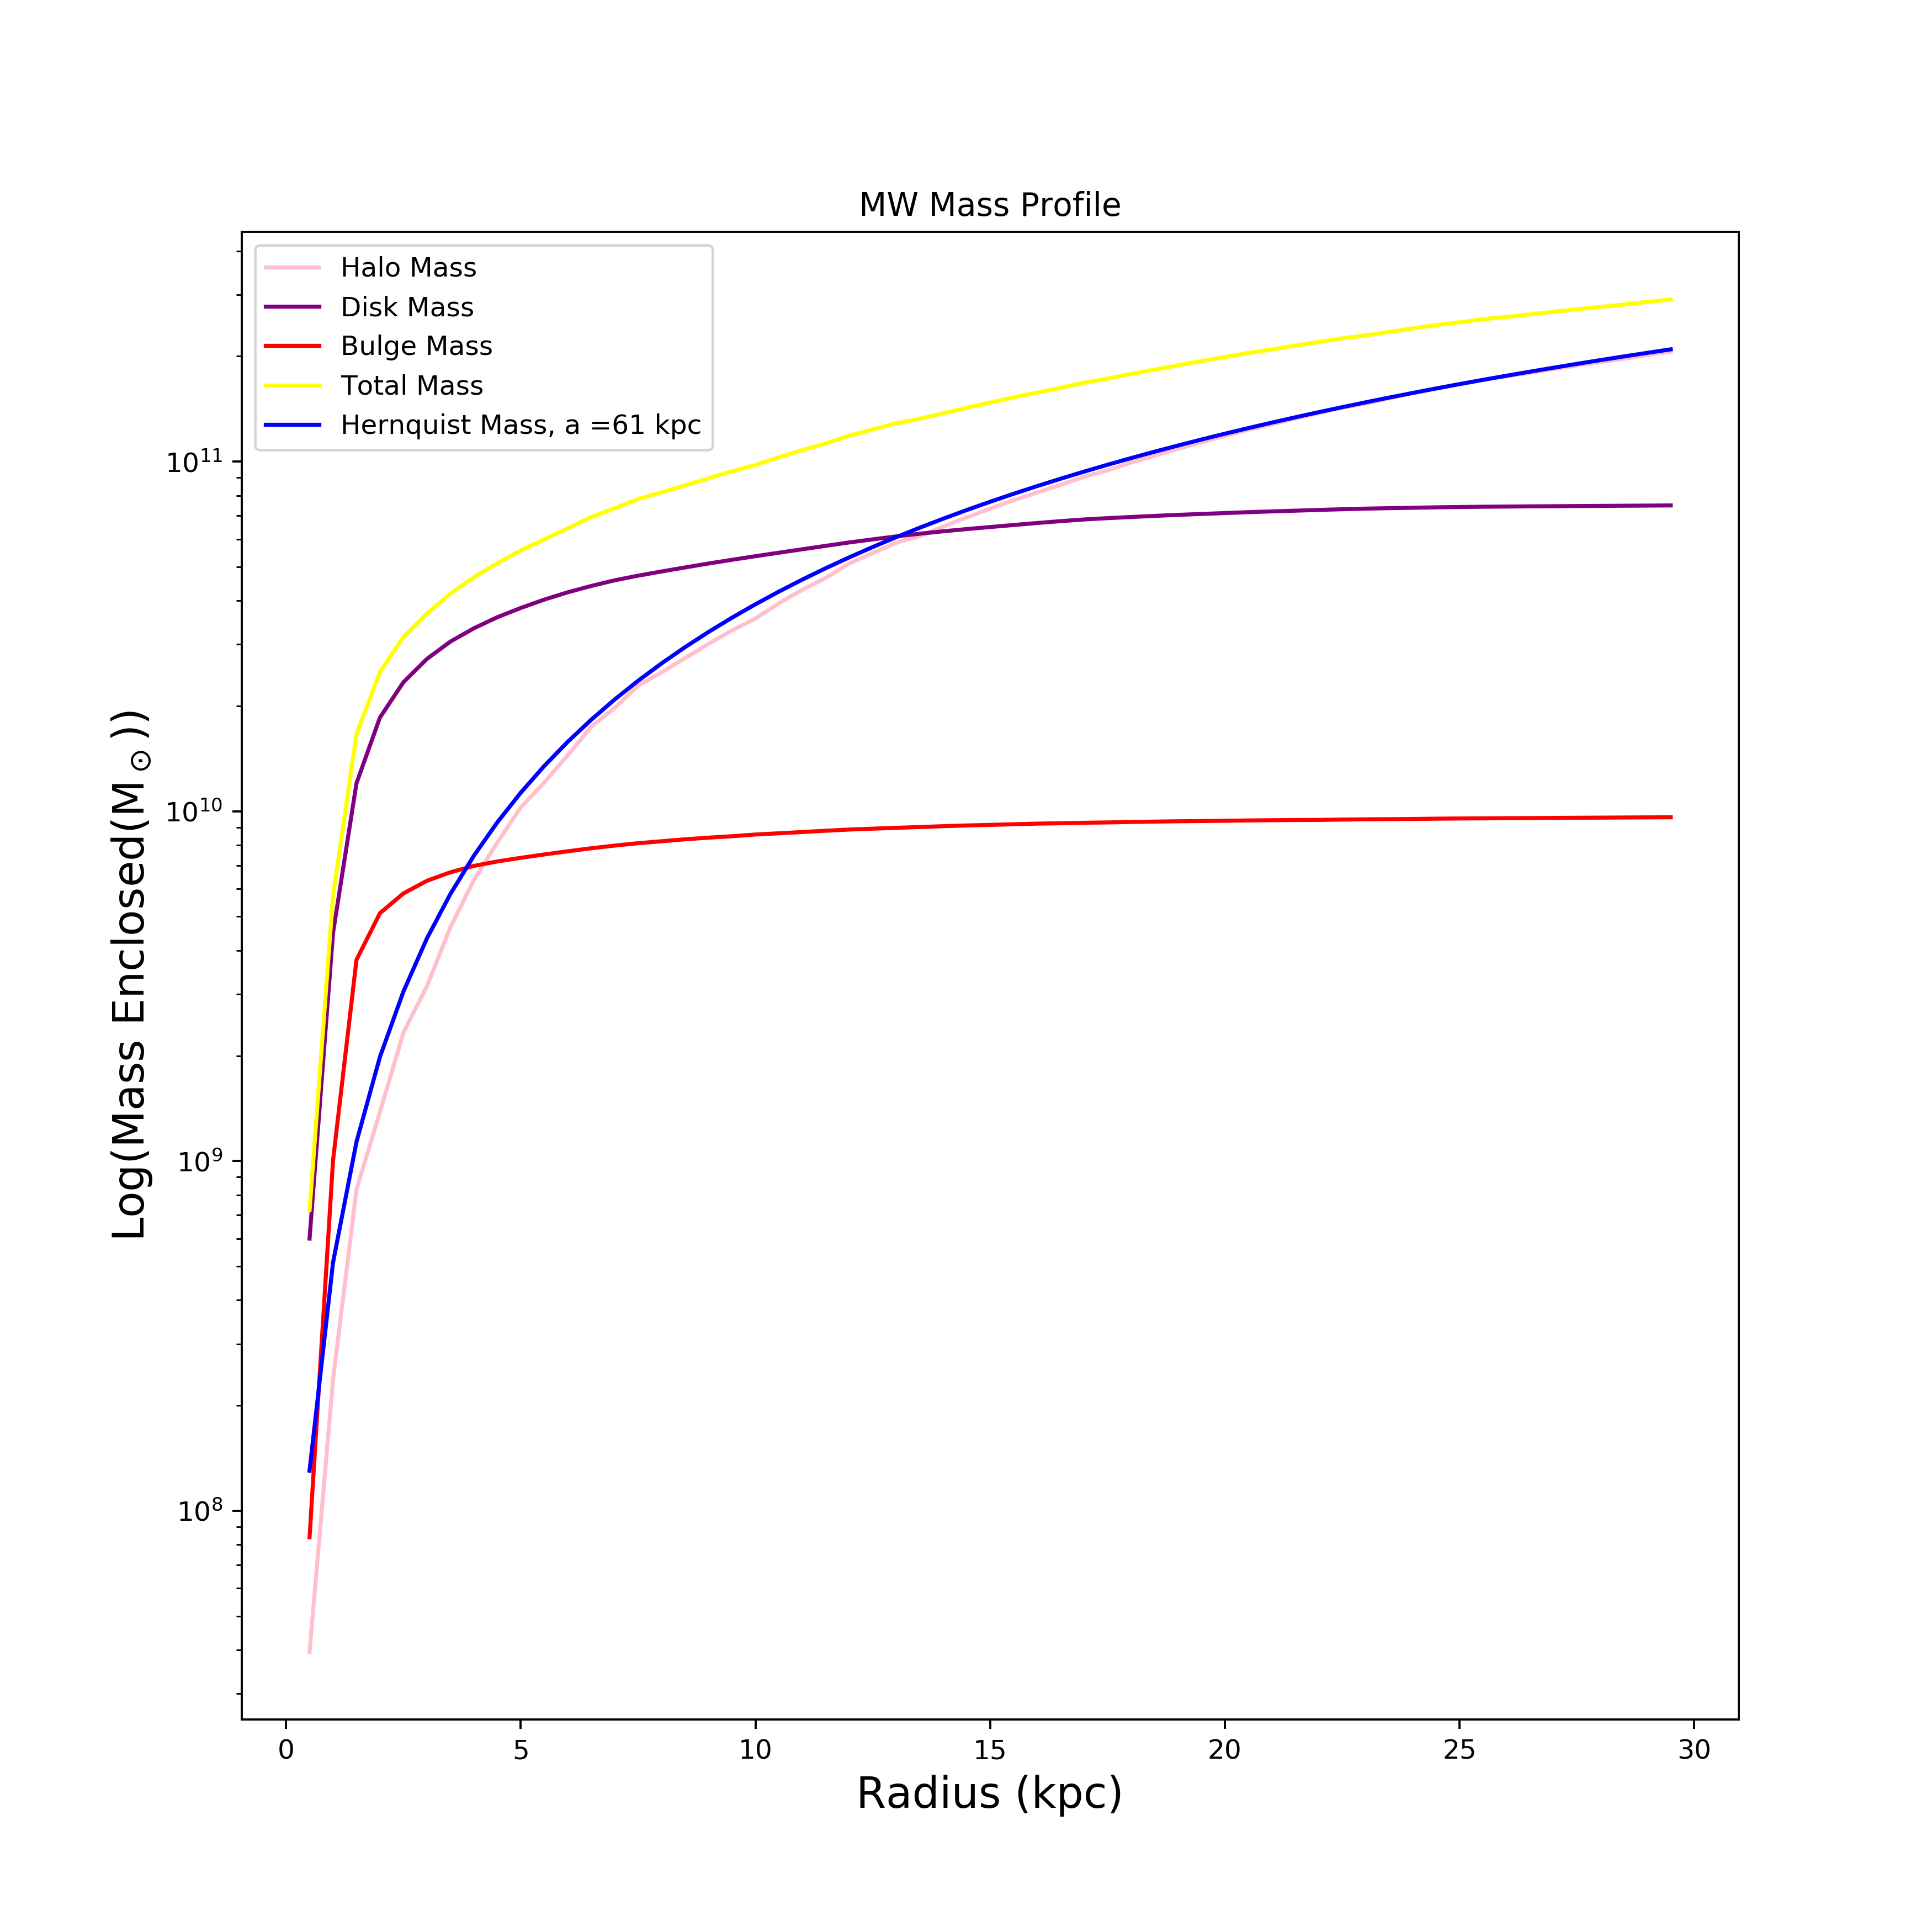 MW Mass Profile
Halo Mass
Disk Mass
Bulge Mass
Total Mass
Hernquist Mass, a =61 kpc
Log(Mass Enclosed(M⊙))
10¹¹
10¹⁰
10⁹
10⁸
0 5 10 15 20 25 30
Radius (kpc)